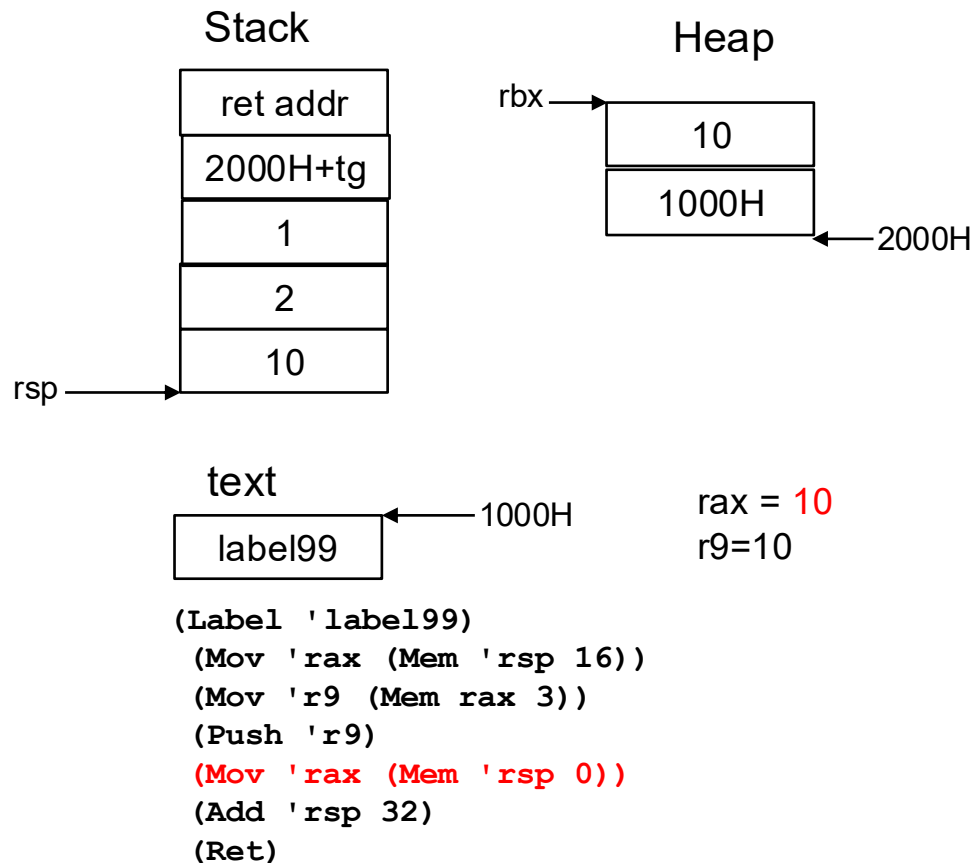 Stack
ret addr
2000H+tg
1
2
10
rsp
Heap
rbx
10
1000H
2000H
text
1000H
label99
rax = 10
r9=10
(Label 'label99)
(Mov 'rax (Mem 'rsp 16))
(Mov 'r9 (Mem rax 3))
(Push 'r9)
(Mov 'rax (Mem 'rsp 0))
(Add 'rsp 32)
(Ret)